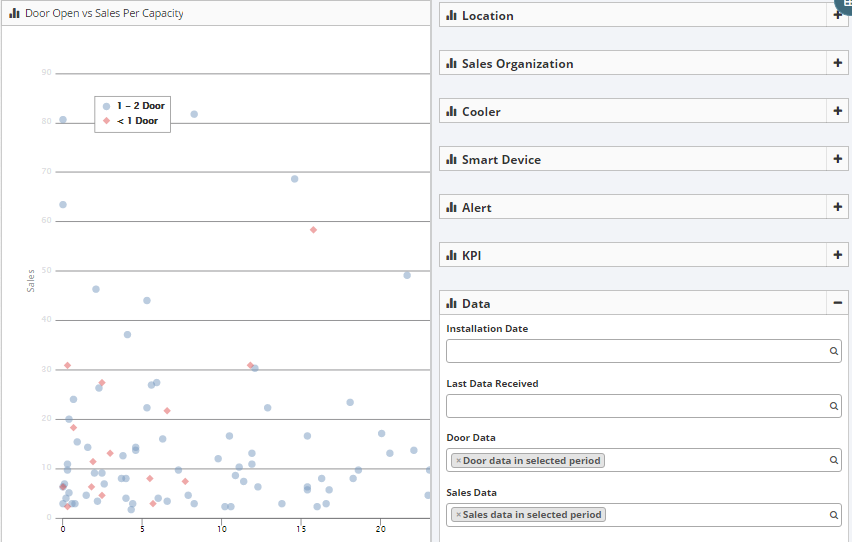 Door Open vs Sales Per Capacity
90
80
70
60
50
40
30
20
10
0
Sales
1 – 2 Door
< 1 Door
0
5
10
15
20
Location
Sales Organization
Cooler
Smart Device
Alert
KPI
Data
Installation Date
Last Data Received
Door Data
×Door data in selected period
Sales Data
×Sales data in selected period